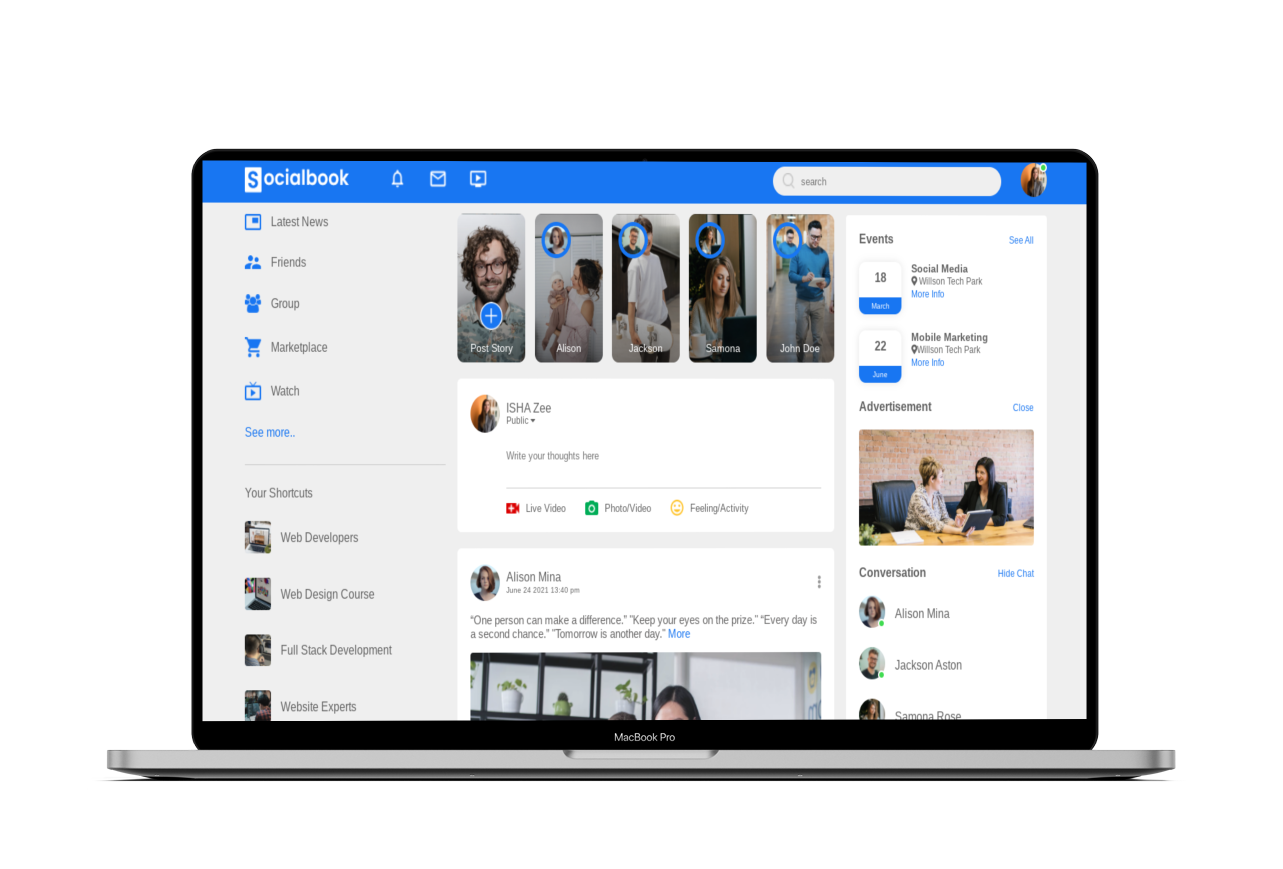 Socialbook
search
Latest News
Friends
Group
Marketplace
Watch
See more..
Your Shortcuts
Web Developers
Web Design Course
Full Stack Development
Website Experts
Post Story
Alison
Jackson
Samona
John Doe
ISHA Zee
Public
Write your thoughts here
Live Video
Photo/Video
Feeling/Activity
Alison Mina
June 24 2021 13:40 pm
“One person can make a difference.” "Keep your eyes on the prize." “Every day is
a second chance.” "Tomorrow is another day." More
Events
See All
18
March
Social Media
Willson Tech Park
More Info
22
June
Mobile Marketing
Willson Tech Park
More Info
Advertisement
Close
Conversation
Hide Chat
Alison Mina
Jackson Aston
Samona Rose
MacBook Pro